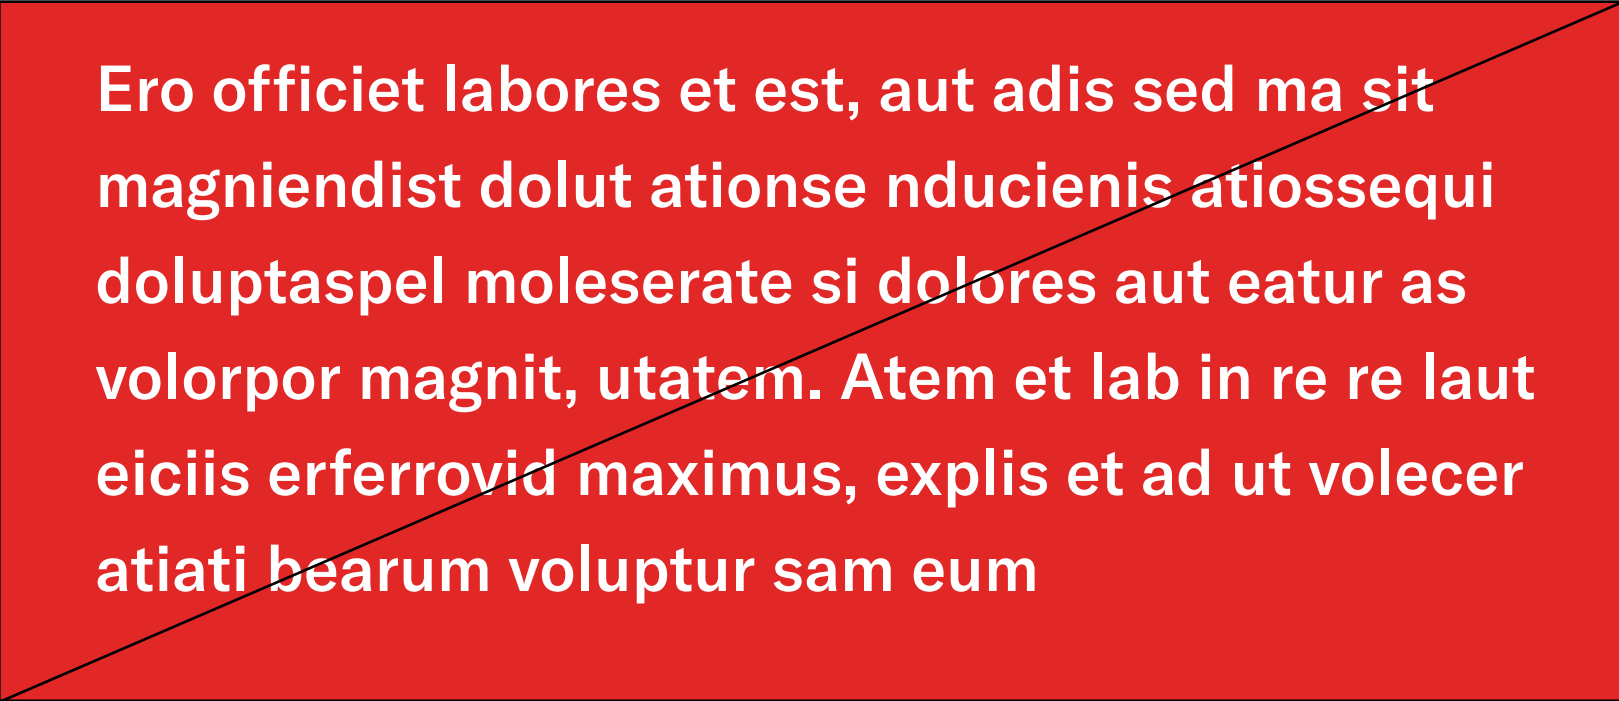 Ero officiet labores et est, aut adis sed ma sit
magniendist dolut ationse nducienis atiossequi
doluptaspel moleserate si dolores aut eatur as
volorpor magnit, utatem. Atem et lab in re re laut
eiciis erferrovid maximus, explis et ad ut volecer
atiati bearum voluptur sam eum